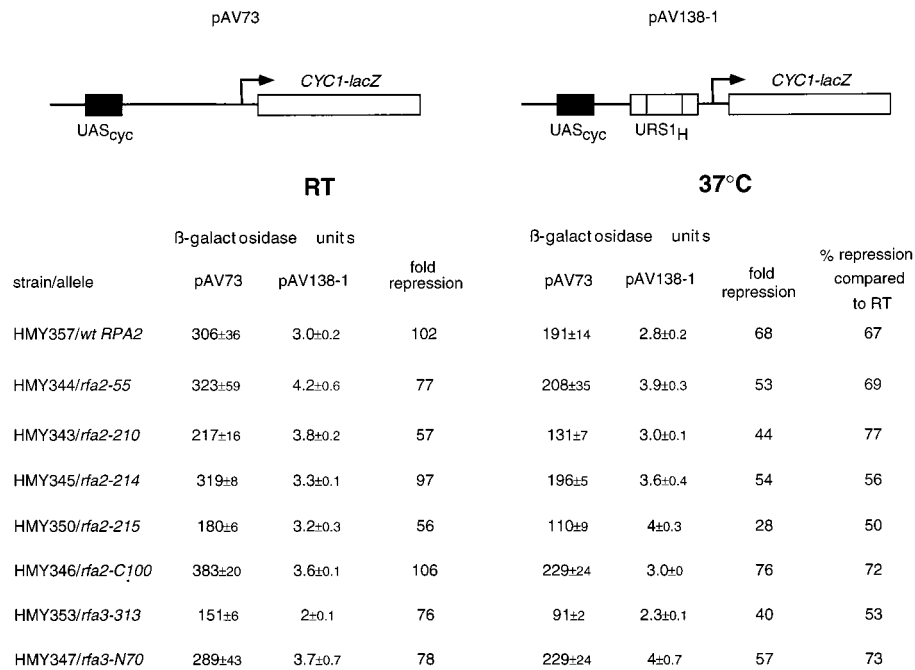 pAV73 pAV138-1
CYC1-lacZ CYC1-lacZ
UAScyc UAScyc URS1H
RT 37°C
ß-galactosidase units ß-galactosidase units
strain/allele pAV73 pAV138-1 fold repression pAV73 pAV138-1 fold repression % repression compared to RT
HMY357/wt RPA2 306±36 3.0±0.2 102 191±14 2.8±0.2 68 67
HMY344/rfa2-55 323±59 4.2±0.6 77 208±35 3.9±0.3 53 69
HMY343/rfa2-210 217±16 3.8±0.2 57 131±7 3.0±0.1 44 77
HMY345/rfa2-214 319±8 3.3±0.1 97 196±5 3.6±0.4 54 56
HMY350/rfa2-215 180±6 3.2±0.3 56 110±9 4±0.3 28 50
HMY346/rfa2-C100 383±20 3.6±0.1 106 229±24 3.0±0 76 72
HMY353/rfa3-313 151±6 2±0.1 76 91±2 2.3±0.1 40 53
HMY347/rfa3-N70 289±43 3.7±0.7 78 229±24 4±0.7 57 73